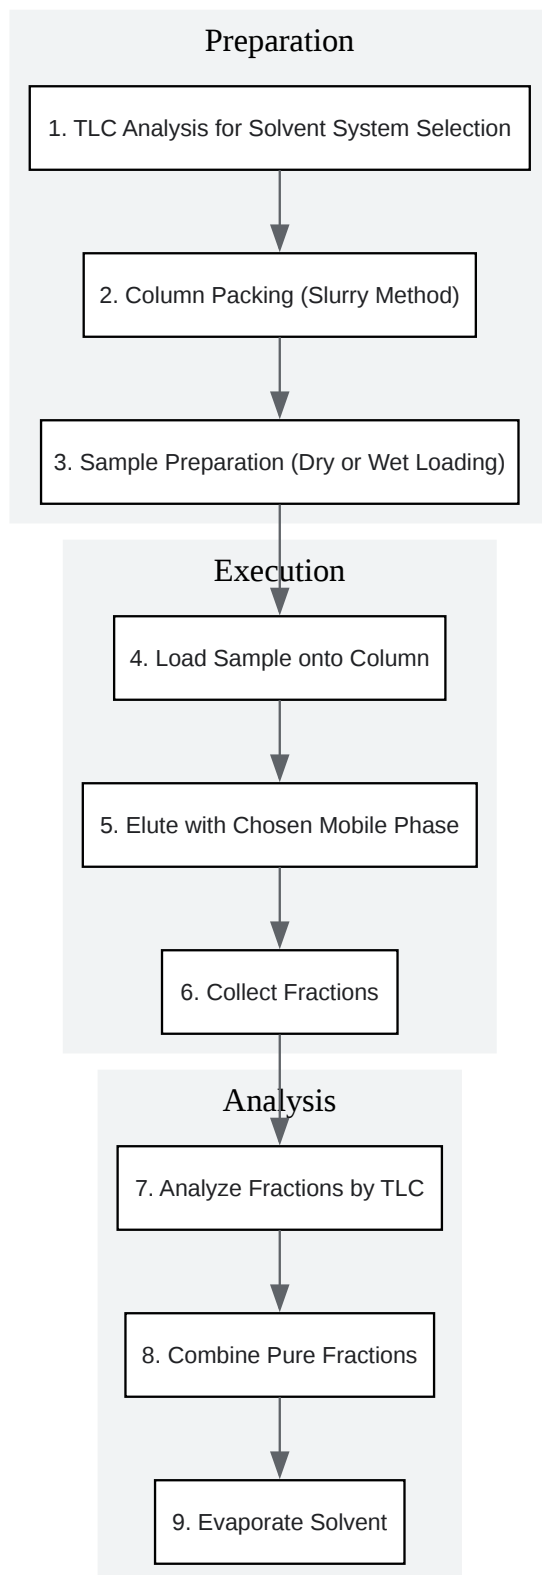 Preparation
1. TLC Analysis for Solvent System Selection
2. Column Packing (Slurry Method)
3. Sample Preparation (Dry or Wet Loading)
Execution
4. Load Sample onto Column
5. Elute with Chosen Mobile Phase
6. Collect Fractions
Analysis
7. Analyze Fractions by TLC
8. Combine Pure Fractions
9. Evaporate Solvent